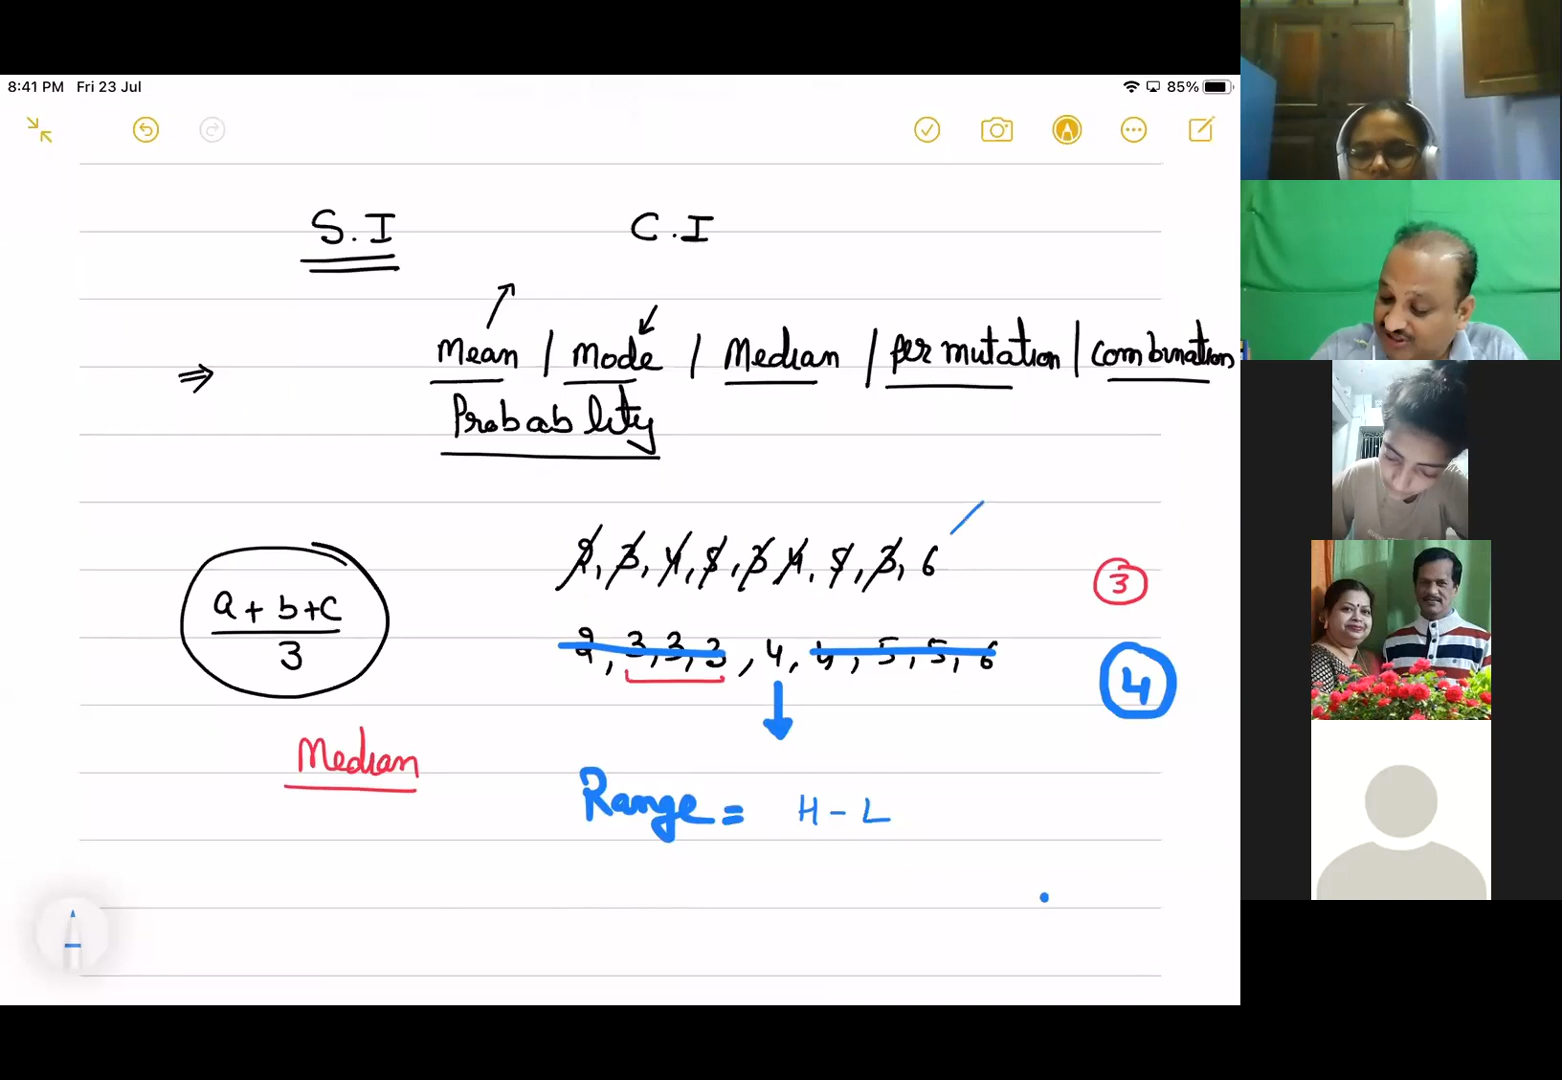 8:41 PM Fri 23 Jul 85%
S.I C.I
⇒ Mean / Mode / Median / permutation / combination
Probability
2, 3, 4, 5, 3 4, 5, 3, 6
3
a + b + c
3
2, 3, 3, 3, 4, 4, 5, 5, 6
4
Median
Range = H - L